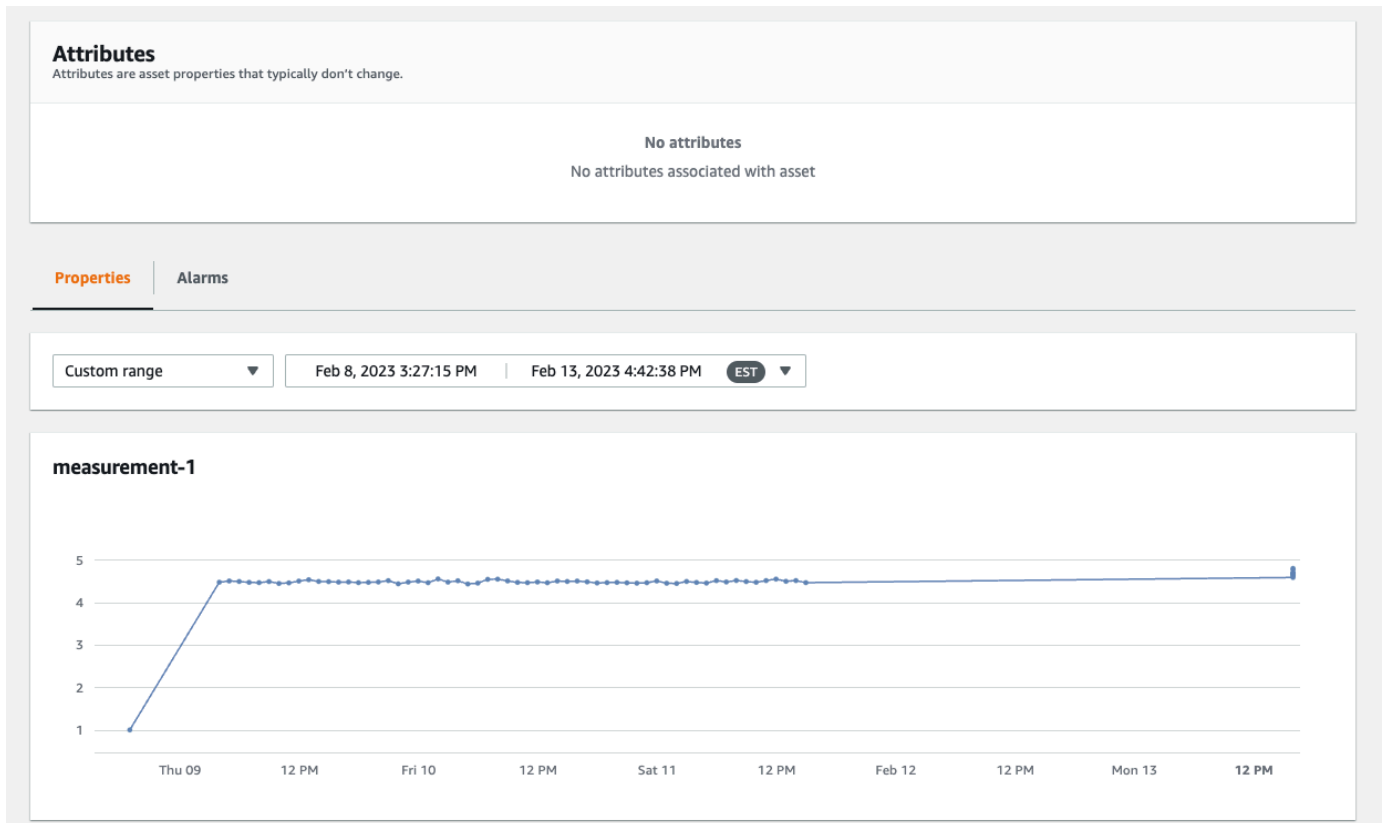 Attributes
Attributes are asset properties that typically don't change.
No attributes
No attributes associated with asset
Properties
Alarms
Custom range
Feb 8, 2023 3:27:15 PM | Feb 13, 2023 4:42:38 PM EST
measurement-1
5
4
3
2
1
Thu 09 12 PM Fri 10 12 PM Sat 11 12 PM Feb 12 12 PM Mon 13 12 PM